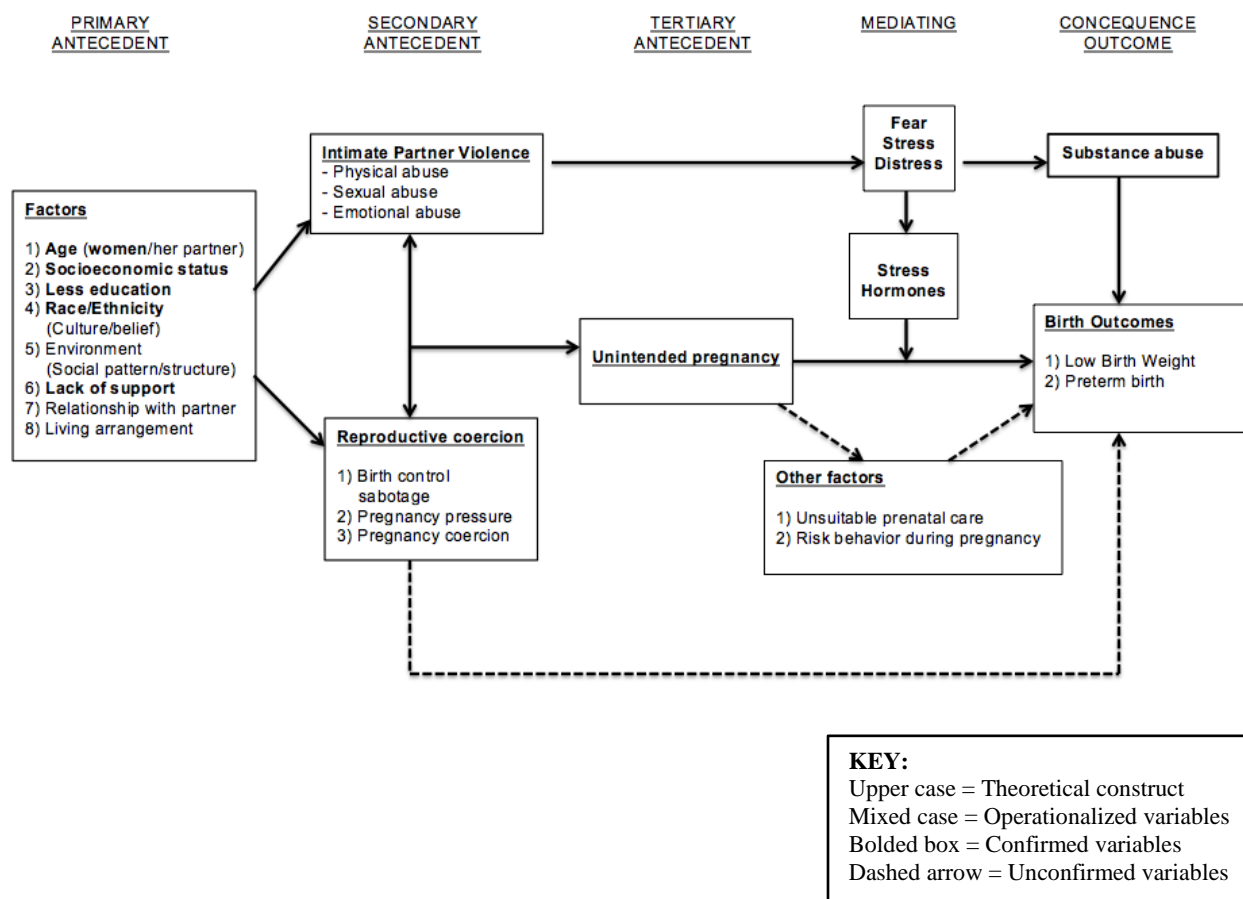 PRIMARY
ANTECEDENT
SECONDARY
ANTECEDENT
TERTIARY
ANTECEDENT
MEDIATING
CONCEQUENCE
OUTCOME
Factors
1) Age (women/her partner)
2) Socioeconomic status
3) Less education
4) Race/Ethnicity
(Culture/belief)
5) Environment
(Social pattern/structure)
6) Lack of support
7) Relationship with partner
8) Living arrangement
Intimate Partner Violence
- Physical abuse
- Sexual abuse
- Emotional abuse
Reproductive coercion
1) Birth control
sabotage
2) Pregnancy pressure
3) Pregnancy coercion
Unintended pregnancy
Fear
Stress
Distress
Stress
Hormones
Other factors
1) Unsuitable prenatal care
2) Risk behavior during pregnancy
Substance abuse
Birth Outcomes
1) Low Birth Weight
2) Preterm birth
KEY:
Upper case = Theoretical construct
Mixed case = Operationalized variables
Bolded box = Confirmed variables
Dashed arrow = Unconfirmed variables